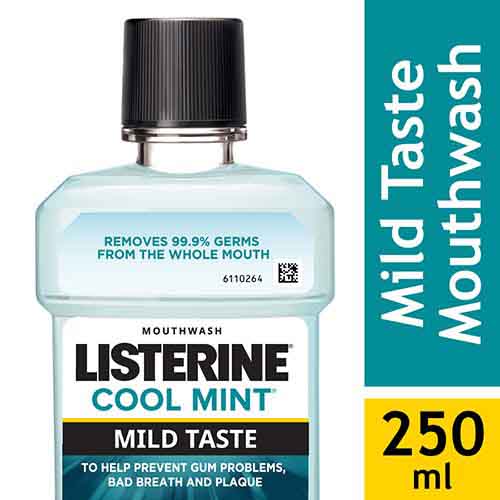 REMOVES 99.9% GERMS
FROM THE WHOLE MOUTH
6110264
MOUTHWASH
LISTERINE®
COOL MINT®
MILD TASTE
TO HELP PREVENT GUM PROBLEMS,
BAD BREATH AND PLAQUE
Mild Taste
Mouthwash
250
ml